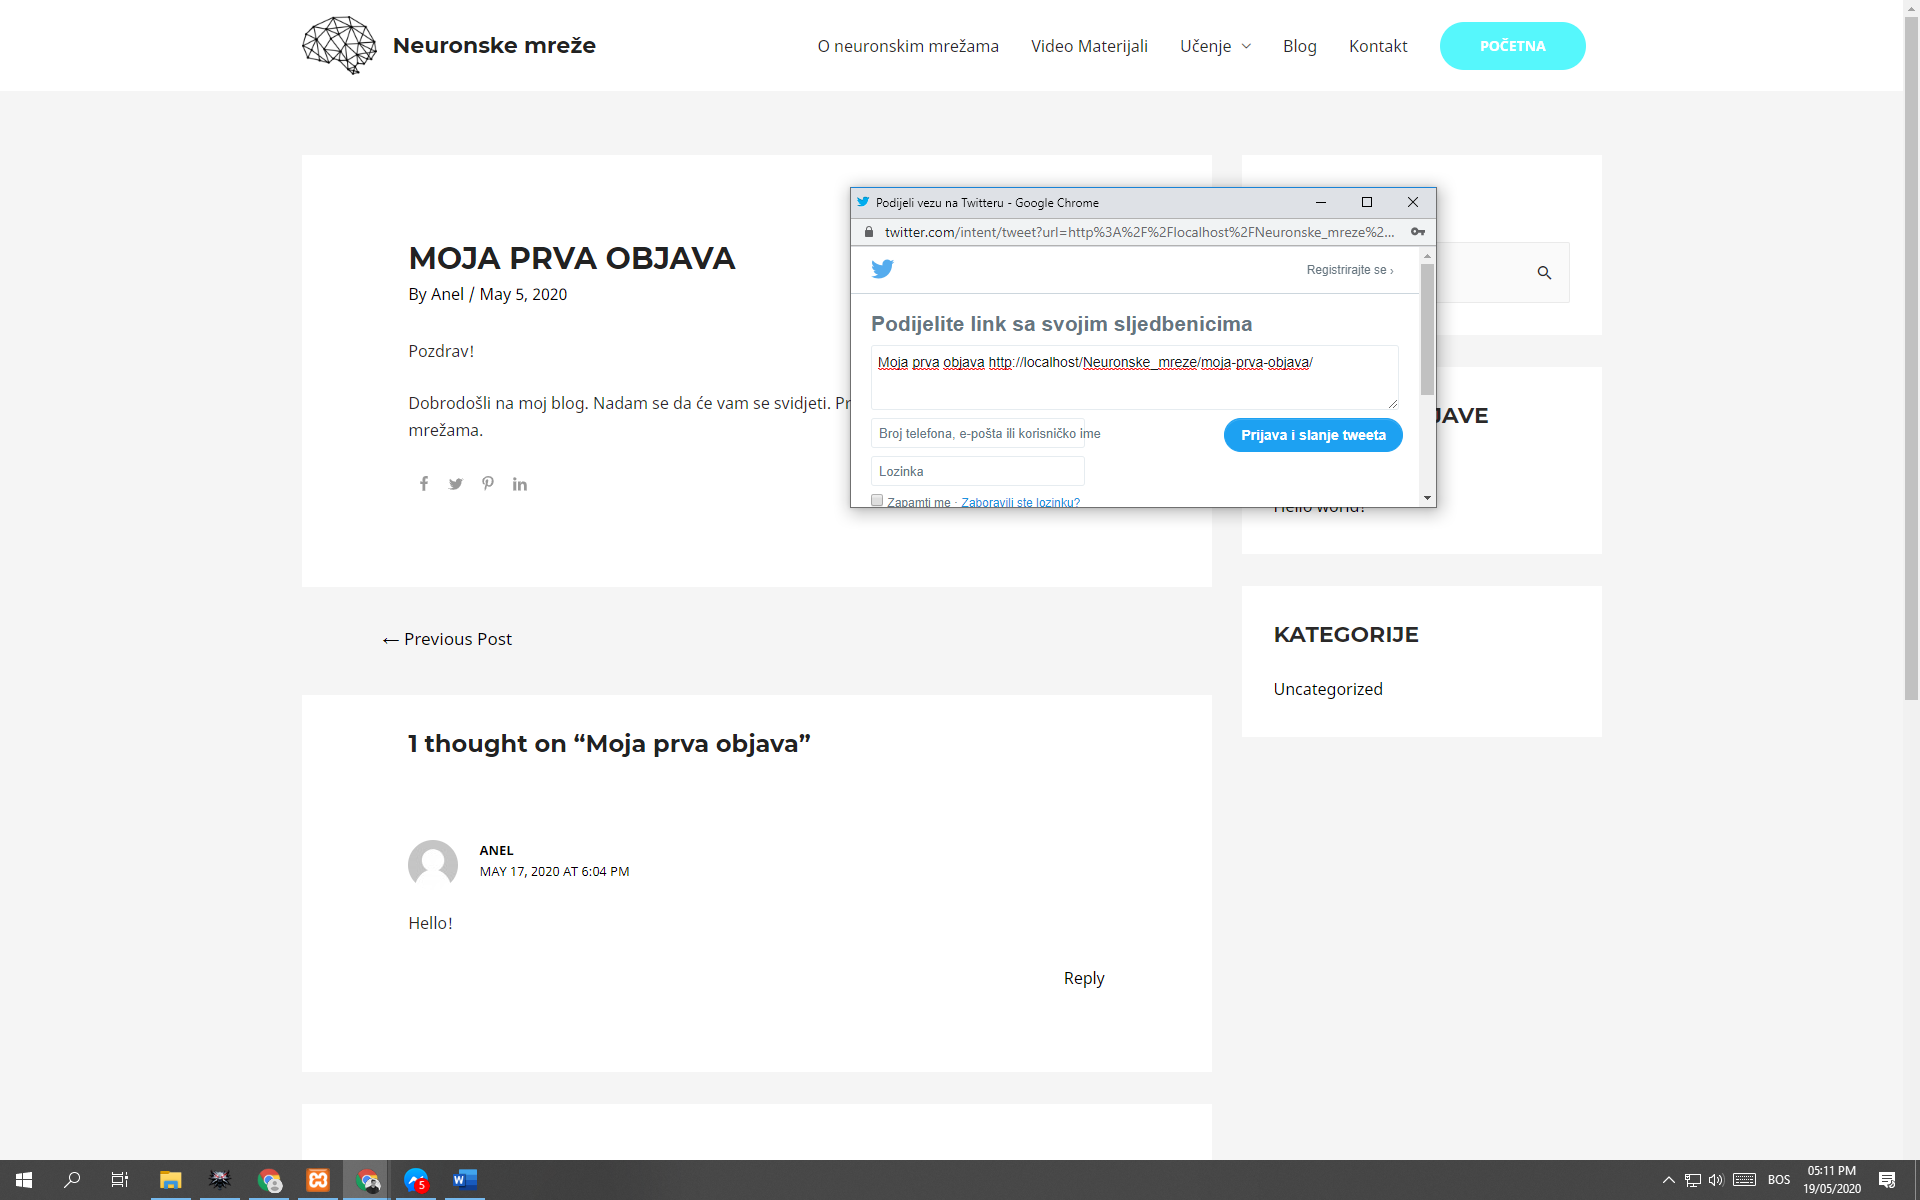 Neuronske mreže
O neuronskim mrežama
Video Materijali
Učenje
Blog
Kontakt
POČETNA
MOJA PRVA OBJAVA
By Anel / May 5, 2020
Pozdrav!
Dobrodošli na moj blog. Nadam se da će vam se svidjeti. Pr
mrežama.
← Previous Post
1 thought on “Moja prva objava”
ANEL
MAY 17, 2020 AT 6:04 PM
Hello!
Reply
Podijeli vezu na Twitteru - Google Chrome
twitter.com/intent/tweet?url=http%3A%2F%2Flocalhost%2FNeuronske_mreze%2...
Registrirajte se ›
Podijelite link sa svojim sljedbenicima
Moja prva objava http://localhost/Neuronske_mreze/moja-prva-objava/
Broj telefona, e-pošta ili korisničko ime
Prijava i slanje tweeta
Lozinka
Zapamti me · Zaboravili ste lozinku?
JAVE
Hello world!
KATEGORIJE
Uncategorized
5
BOS
05:11 PM
19/05/2020